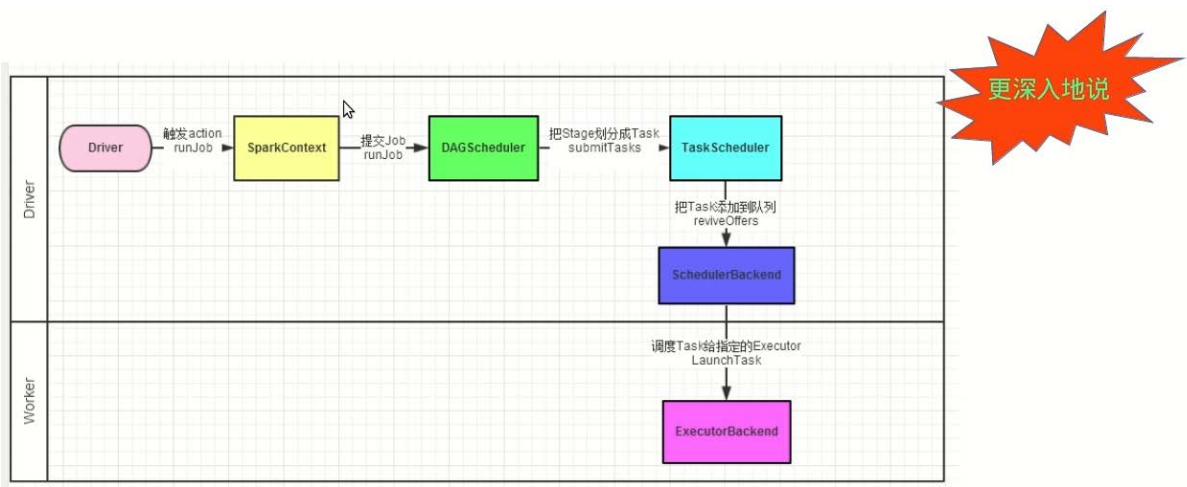 更深入地说
Driver
触发action
runJob
SparkContext
提交Job
runJob
DAGScheduler
把Stage划分成Task
submitTasks
TaskScheduler
把Task添加到队列
reviveOffers
SchedulerBackend
Driver
调度Task给指定的Executor
LaunchTask
ExecutorBackend
Worker